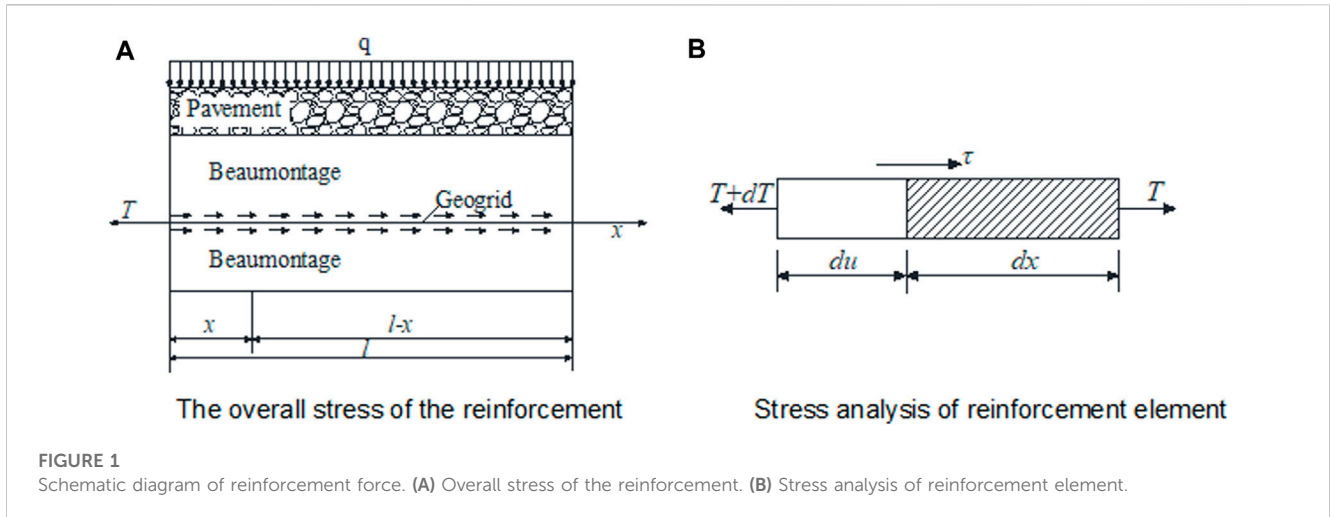 A
q
Pavement
Beaumontage
T
Geogrid
x
Beaumontage
x
l-x
l
The overall stress of the reinforcement
B
τ
T+dT
T
du
dx
Stress analysis of reinforcement element
FIGURE 1
Schematic diagram of reinforcement force. (A) Overall stress of the reinforcement. (B) Stress analysis of reinforcement element.